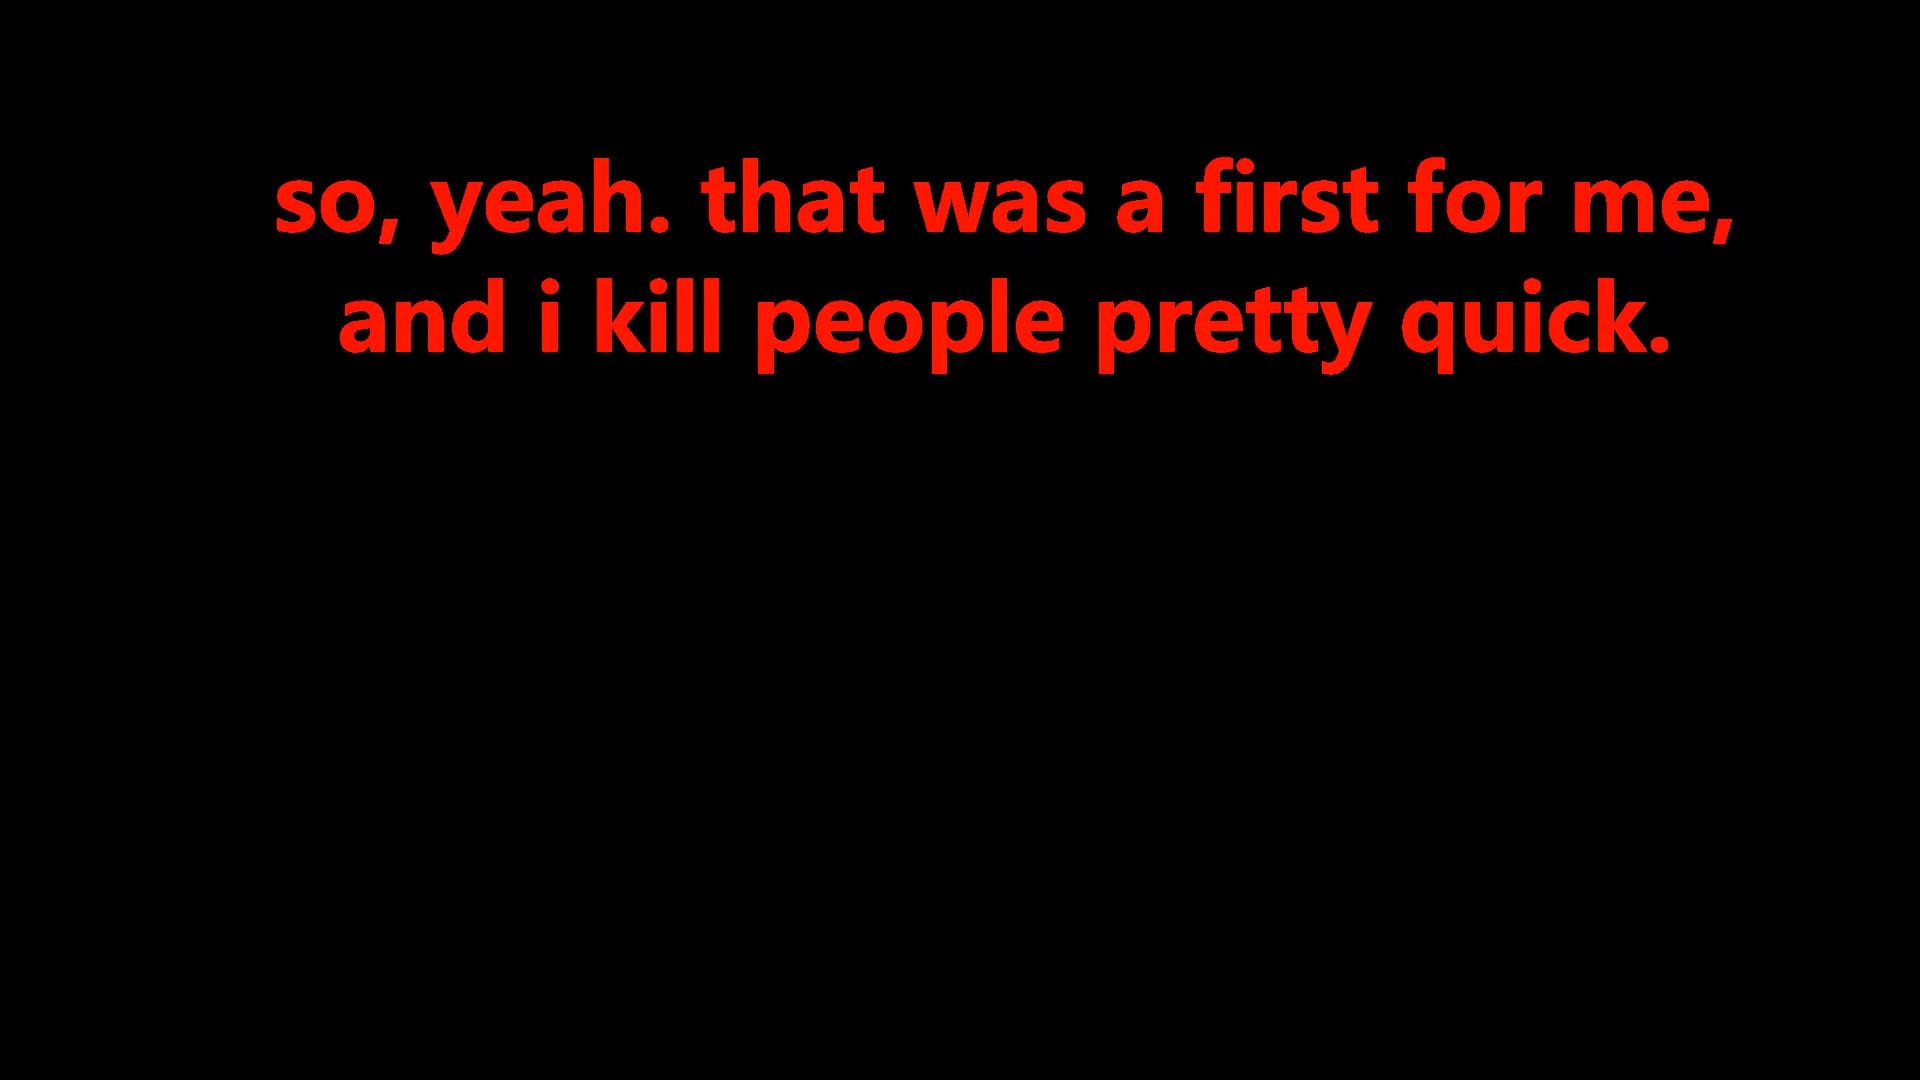 so, yeah. that was a first for me,
and i kill people pretty quick.